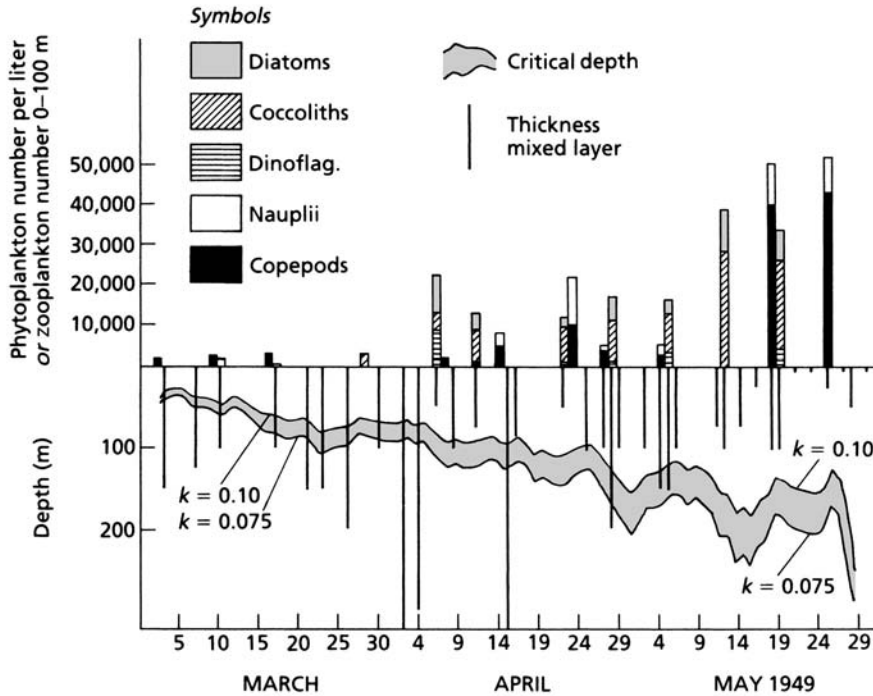 Symbols
Diatoms
Coccoliths
Dinoflag.
Nauplii
Copepods
Critical depth
Thickness
mixed layer
Phytoplankton number per liter
or zooplankton number 0–100 m
50,000
40,000
30,000
20,000
10,000
Depth (m)
100
200
k = 0.10
k = 0.075
k = 0.10
k = 0.075
5 10 15 20 25 30 4 9 14 19 24 29 4 9 14 19 24 29
MARCH APRIL MAY 1949